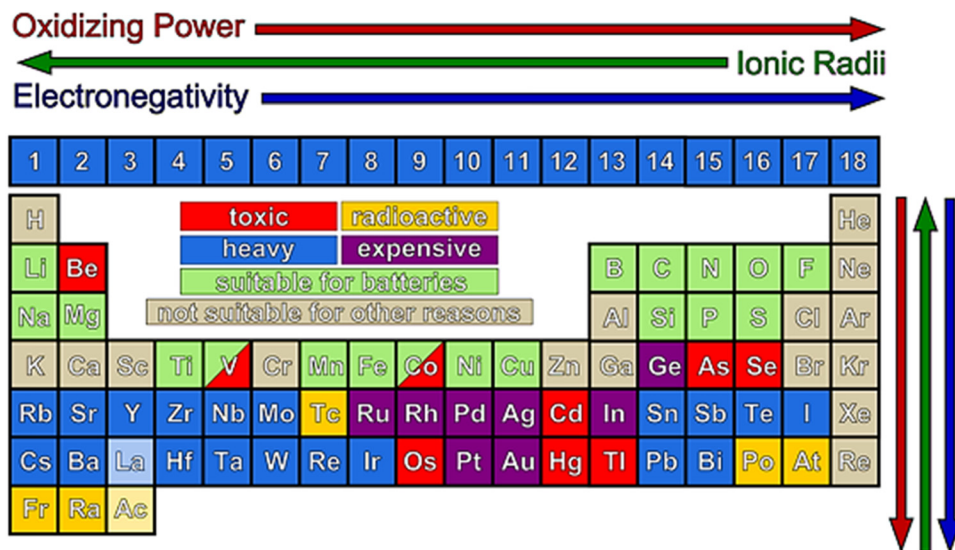 Oxidizing Power
Ionic Radii
Electronegativity
1 2 3 4 5 6 7 8 9 10 11 12 13 14 15 16 17 18
H toxic radioactive He
heavy expensive
Li Be suitable for batteries B C N O F Ne
Na Mg not suitable for other reasons Al Si P S Cl Ar
K Ca Sc Ti V Cr Mn Fe Co Ni Cu Zn Ga Ge As Se Br Kr
Rb Sr Y Zr Nb Mo Tc Ru Rh Pd Ag Cd In Sn Sb Te I Xe
Cs Ba La Hf Ta W Re Ir Os Pt Au Hg Tl Pb Bi Po At Re
Fr Ra Ac